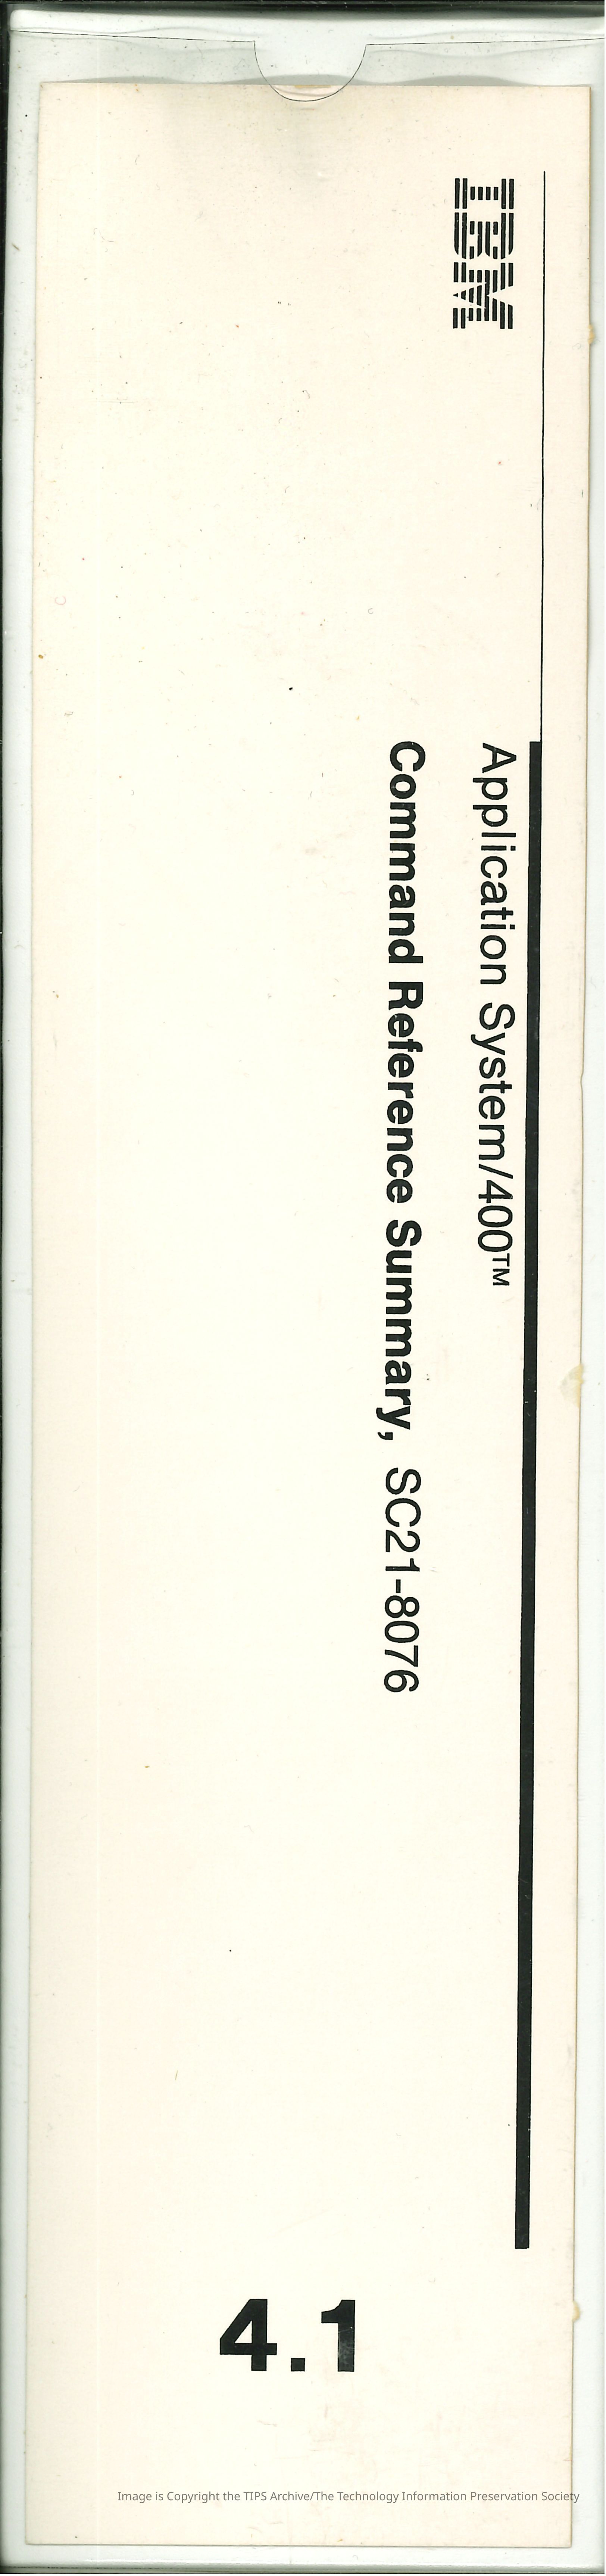 IBM
Application System/400™
Command Reference Summary, SC21-8076
4.1
Image is Copyright the TIPS Archive/The Technology Information Preservation Society